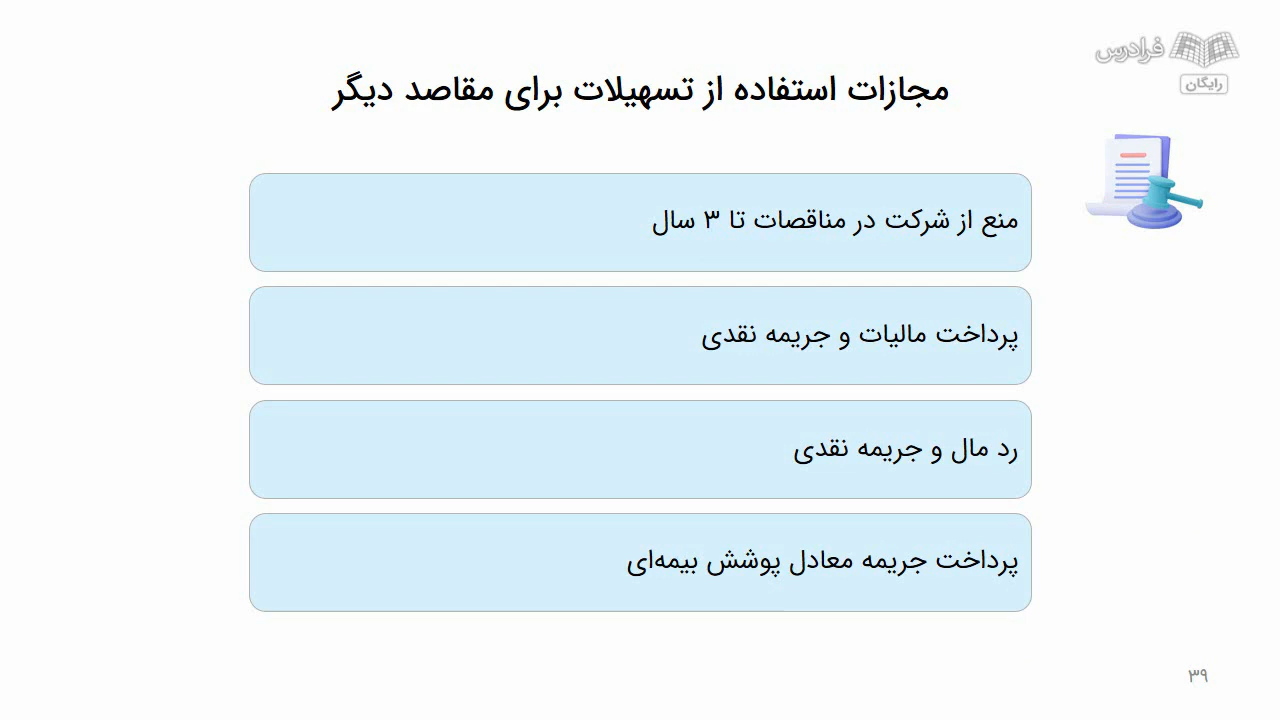 فرادرس
رایگان
مجازات استفاده از تسهیلات برای مقاصد دیگر
منع از شرکت در مناقصات تا ۳ سال
پرداخت مالیات و جریمه نقدی
رد مال و جریمه نقدی
پرداخت جریمه معادل پوشش بیمه‌ای
۳۹